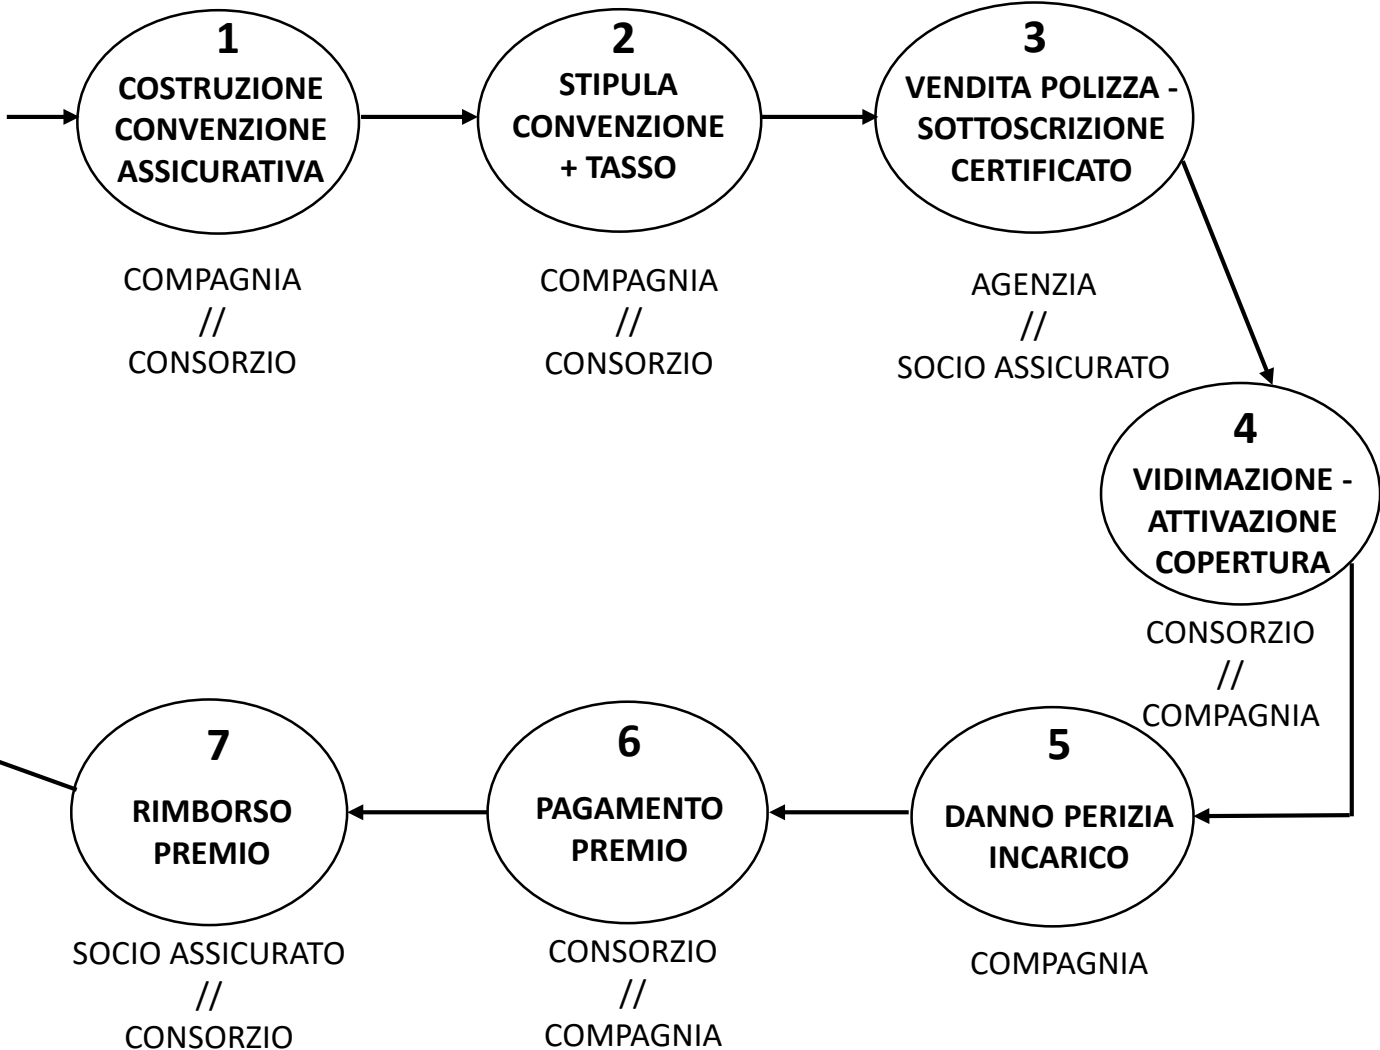 1
COSTRUZIONE
CONVENZIONE
ASSICURATIVA
COMPAGNIA
//
CONSORZIO
2
STIPULA
CONVENZIONE
+ TASSO
COMPAGNIA
//
CONSORZIO
3
VENDITA POLIZZA -
SOTTOSCRIZIONE
CERTIFICATO
AGENZIA
//
SOCIO ASSICURATO
4
VIDIMAZIONE -
ATTIVAZIONE
COPERTURA
CONSORZIO
//
COMPAGNIA
5
DANNO PERIZIA
INCARICO
COMPAGNIA
6
PAGAMENTO
PREMIO
CONSORZIO
//
COMPAGNIA
7
RIMBORSO
PREMIO
SOCIO ASSICURATO
//
CONSORZIO